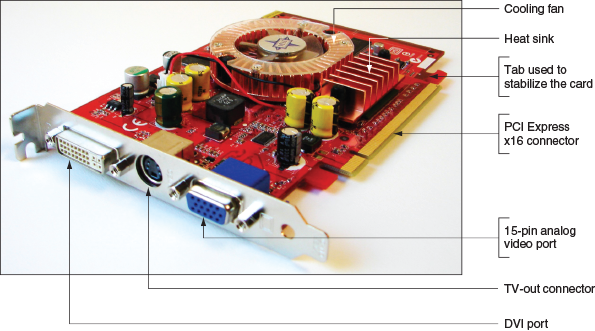 Cooling fan
Heat sink
Tab used to
stabilize the card
PCI Express
x16 connector
15-pin analog
video port
TV-out connector
DVI port